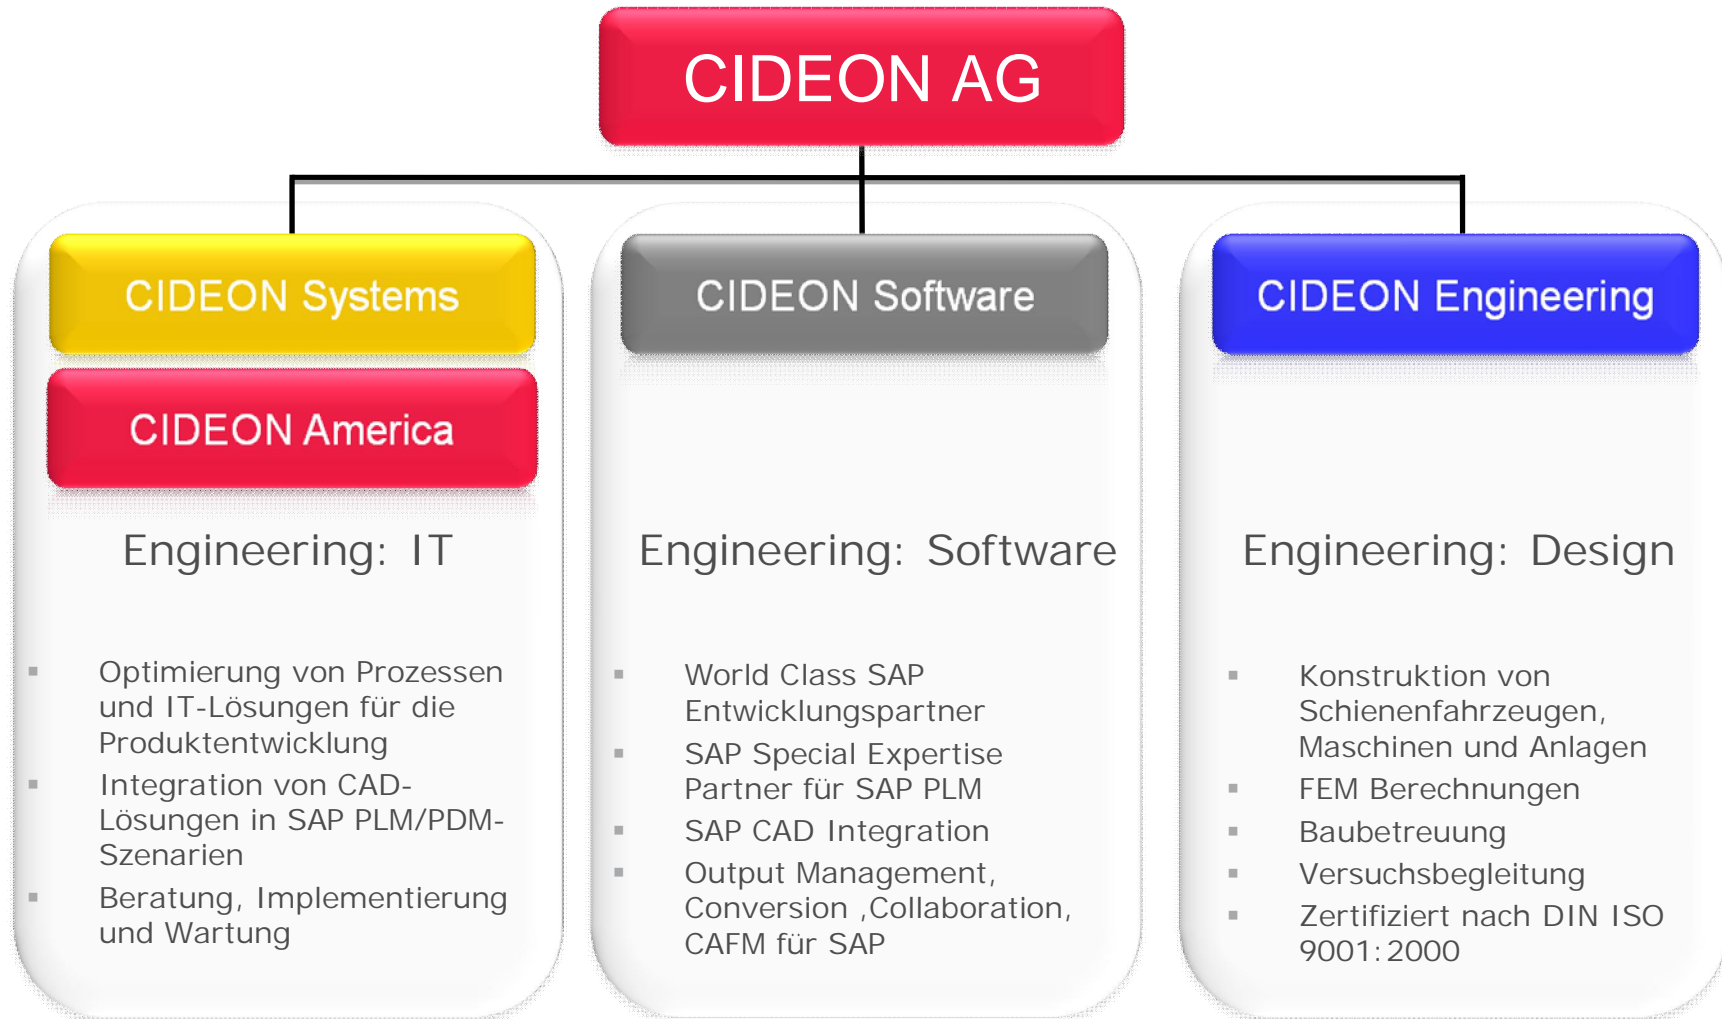 CIDEON AG
CIDEON Systems
CIDEON America
Engineering: IT
▪ Optimierung von Prozessen
und IT-Lösungen für die
Produktentwicklung
▪ Integration von CAD-
Lösungen in SAP PLM/PDM-
Szenarien
▪ Beratung, Implementierung
und Wartung
CIDEON Software
Engineering: Software
▪ World Class SAP
Entwicklungspartner
▪ SAP Special Expertise
Partner für SAP PLM
▪ SAP CAD Integration
▪ Output Management,
Conversion ,Collaboration,
CAFM für SAP
CIDEON Engineering
Engineering: Design
▪ Konstruktion von
Schienenfahrzeugen,
Maschinen und Anlagen
▪ FEM Berechnungen
▪ Baubetreuung
▪ Versuchsbegleitung
▪ Zertifiziert nach DIN ISO
9001:2000